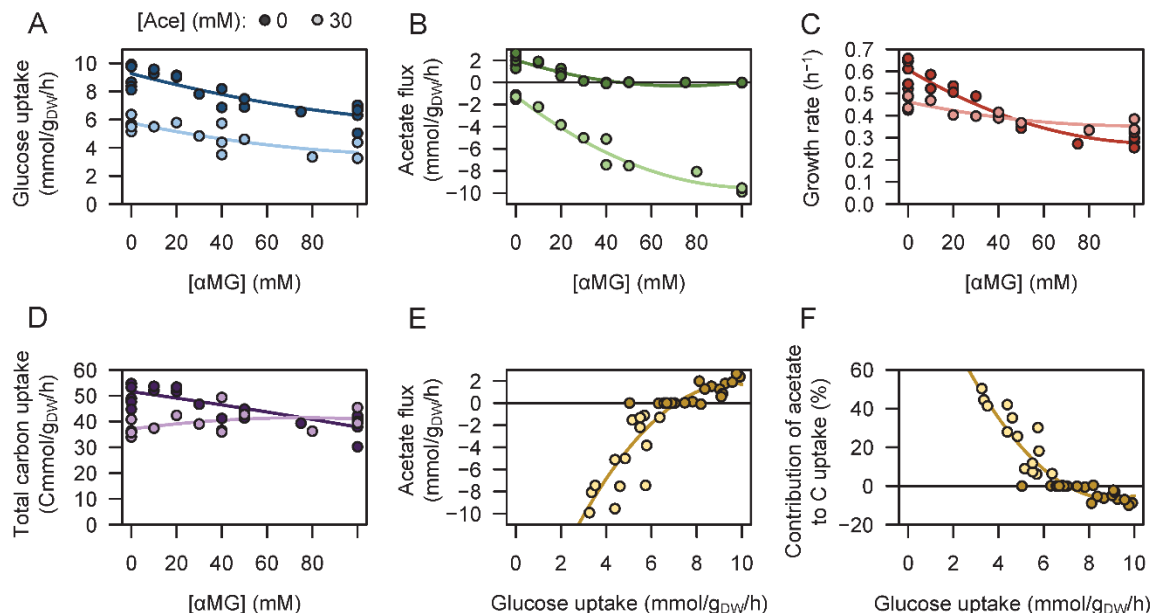 [Ace] (mM): 0 30
A
Glucose uptake
(mmol/gDW/h)
10
8
6
4
2
0
0 20 40 60 80
[αMG] (mM)
B
Acetate flux
(mmol/gDW/h)
2
0
−2
−4
−6
−8
−10
0 20 40 60 80
[αMG] (mM)
C
Growth rate (h⁻¹)
0.7
0.6
0.5
0.4
0.3
0.2
0.1
0.0
0 20 40 60 80
[αMG] (mM)
D
Total carbon uptake
(Cmmol/gDW/h)
60
50
40
30
20
10
0
0 20 40 60 80
[αMG] (mM)
E
Acetate flux
(mmol/gDW/h)
2
0
−2
−4
−6
−8
−10
0 2 4 6 8 10
Glucose uptake (mmol/gDW/h)
F
Contribution of acetate
to C uptake (%)
60
40
20
0
−20
0 2 4 6 8 10
Glucose uptake (mmol/gDW/h)